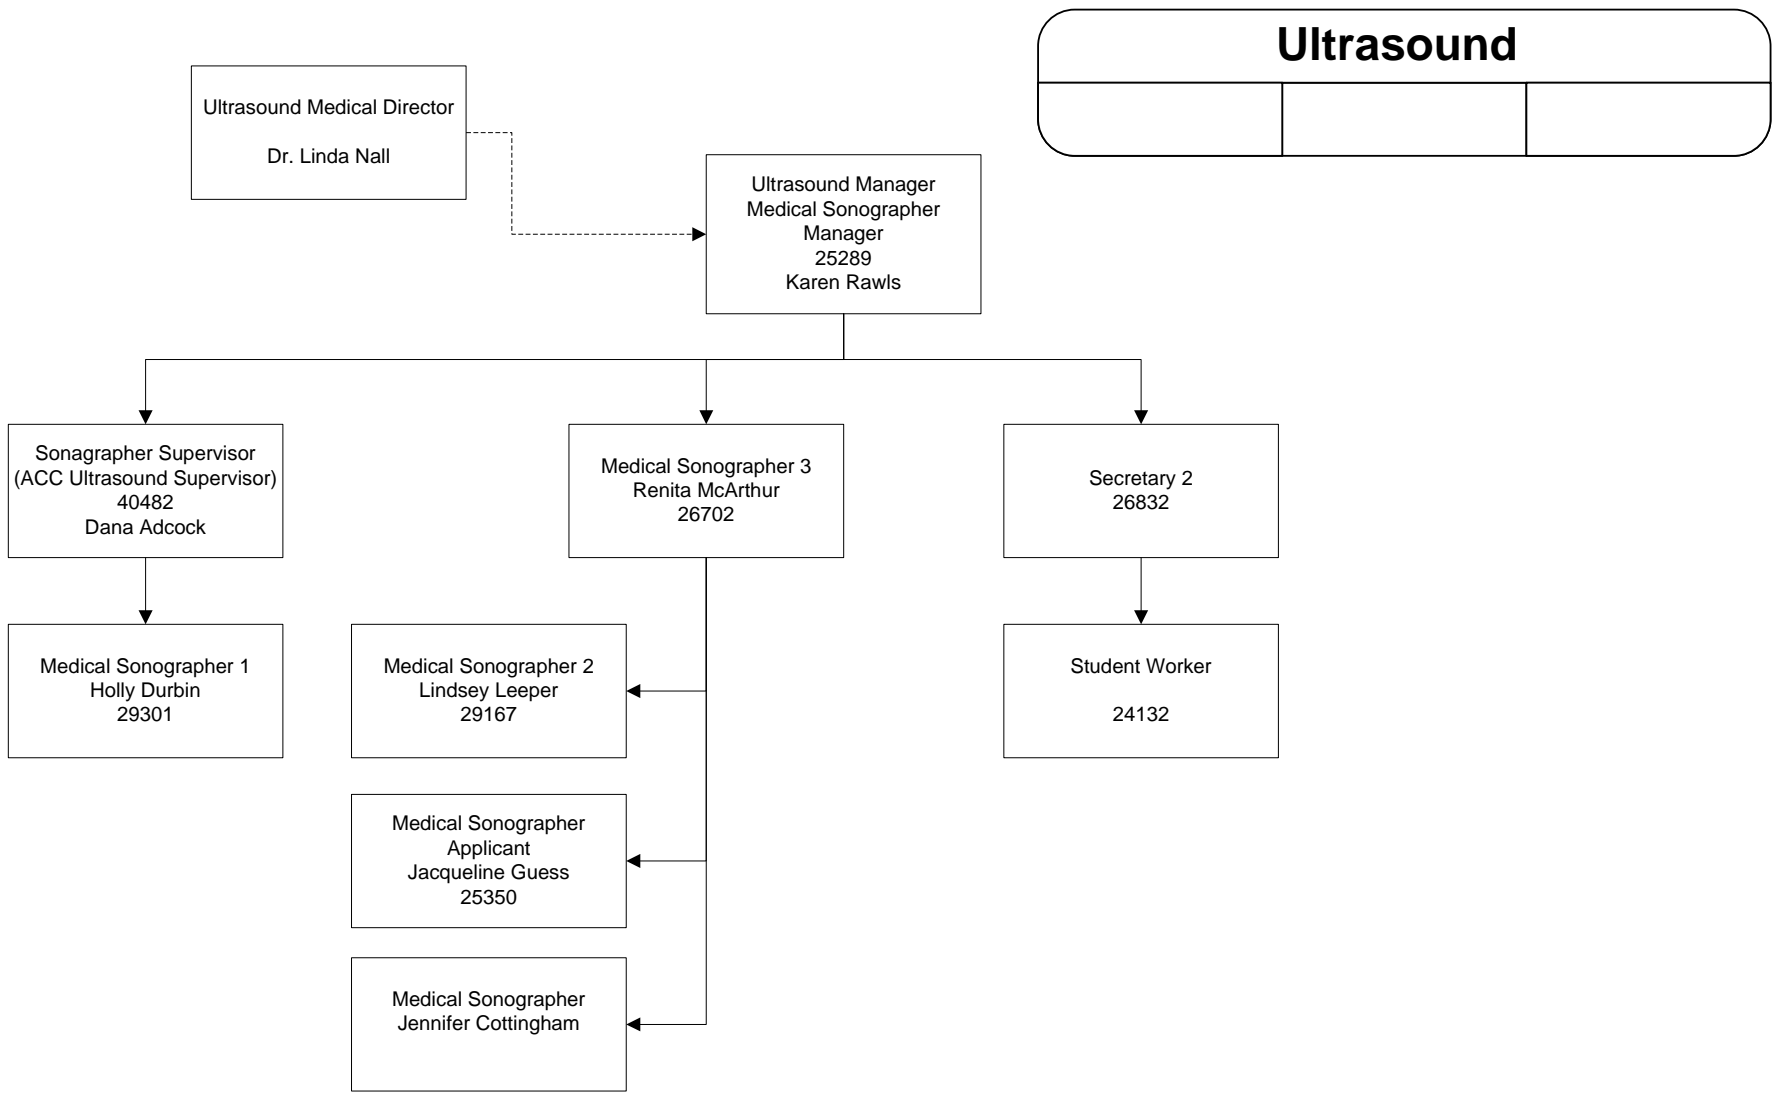 Ultrasound
Ultrasound Medical Director
Dr. Linda Nall
Ultrasound Manager
Medical Sonographer
Manager
25289
Karen Rawls
Sonagrapher Supervisor
(ACC Ultrasound Supervisor)
40482
Dana Adcock
Medical Sonographer 3
Renita McArthur
26702
Secretary 2
26832
Medical Sonographer 1
Holly Durbin
29301
Medical Sonographer 2
Lindsey Leeper
29167
Student Worker
24132
Medical Sonographer
Applicant
Jacqueline Guess
25350
Medical Sonographer
Jennifer Cottingham